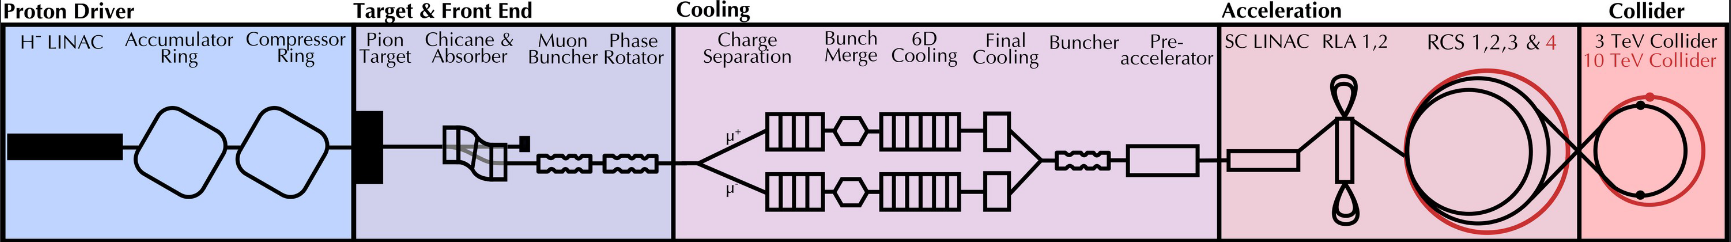 Proton Driver
Target & Front End
Cooling
Acceleration
Collider
H⁻ LINAC
Accumulator
Ring
Compressor
Ring
Pion
Target
Chicane &
Absorber
Muon
Buncher
Phase
Rotator
Charge
Separation
Bunch
Merge
6D
Cooling
Final
Cooling
Buncher
Pre-
accelerator
SC LINAC
RLA 1,2
RCS 1,2,3 & 4
3 TeV Collider
10 TeV Collider
μ⁺
μ⁻